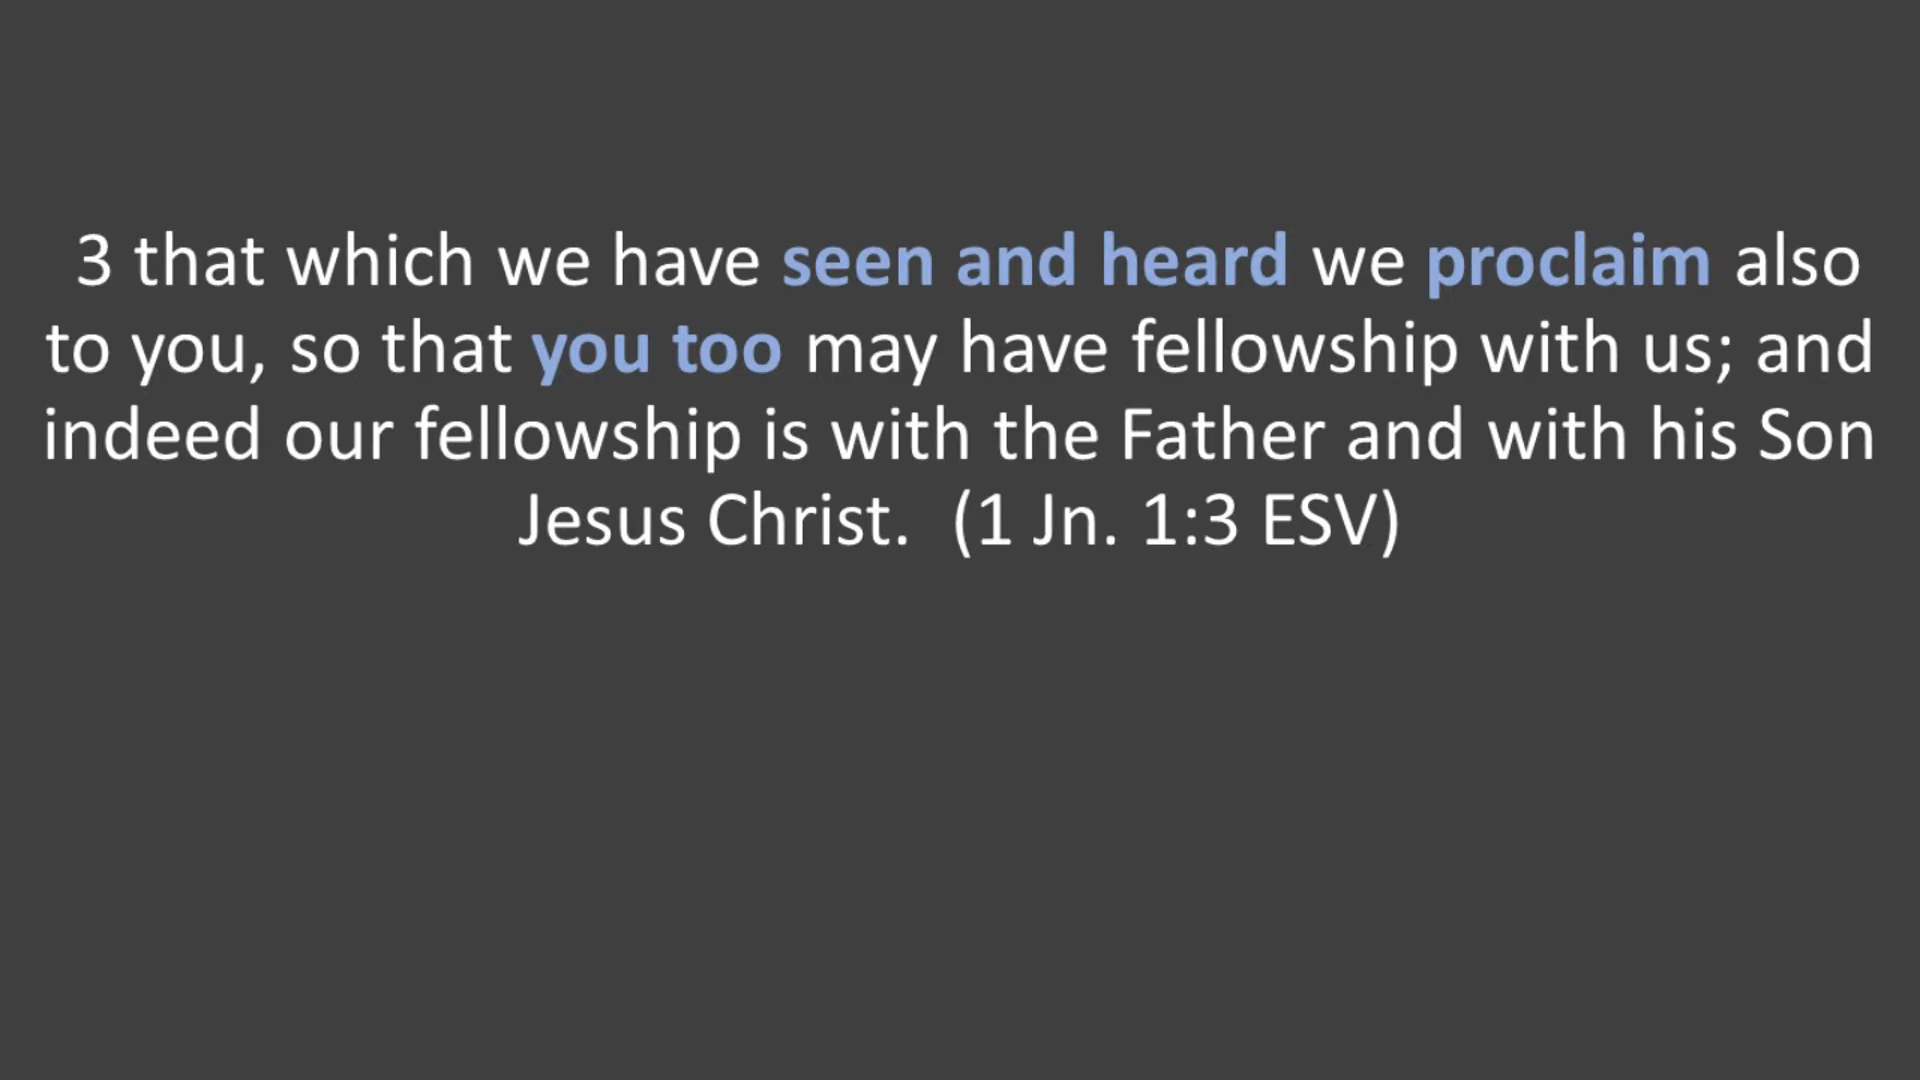 3 that which we have seen and heard we proclaim also
to you, so that you too may have fellowship with us; and
indeed our fellowship is with the Father and with his Son
Jesus Christ.  (1 Jn. 1:3 ESV)